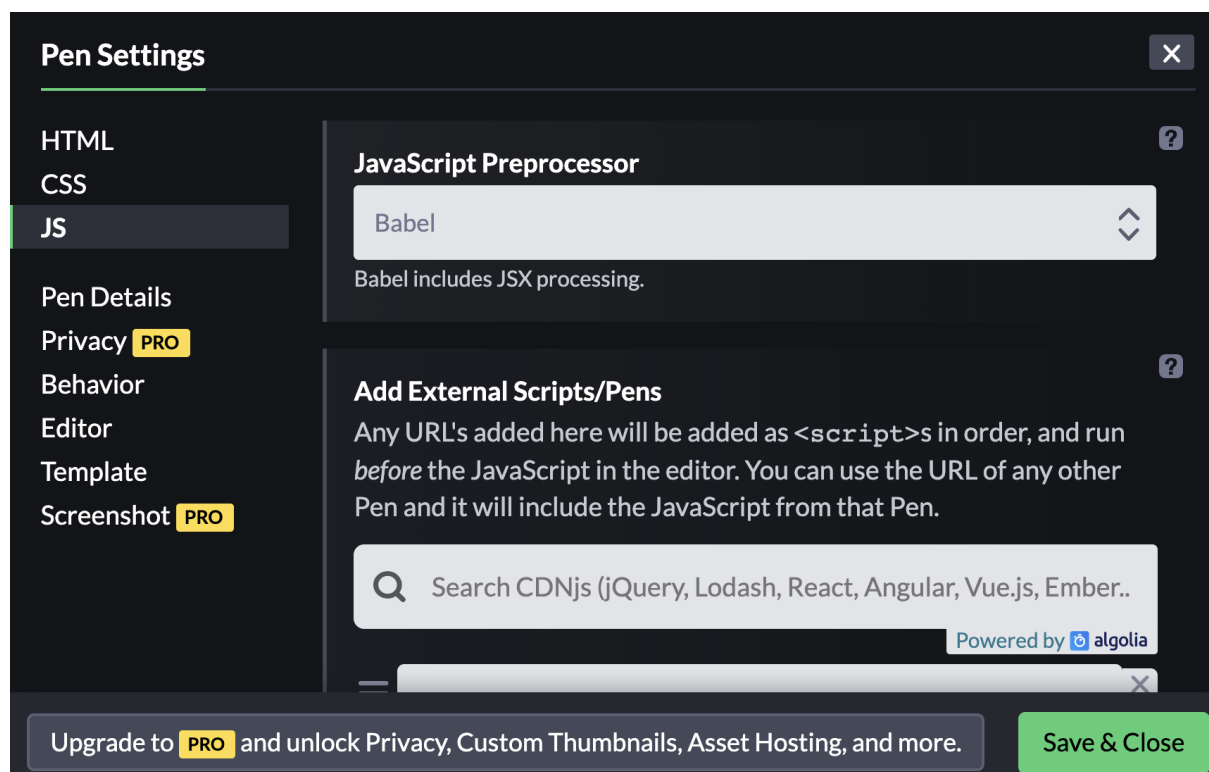 Pen Settings
HTML
CSS
JS
Pen Details
Privacy PRO
Behavior
Editor
Template
Screenshot PRO
JavaScript Preprocessor
Babel
Babel includes JSX processing.
Add External Scripts/Pens
Any URL's added here will be added as <script>s in order, and run
before the JavaScript in the editor. You can use the URL of any other
Pen and it will include the JavaScript from that Pen.
Search CDNjs (jQuery, Lodash, React, Angular, Vue.js, Ember..
Powered by algolia
Upgrade to PRO and unlock Privacy, Custom Thumbnails, Asset Hosting, and more.
Save & Close